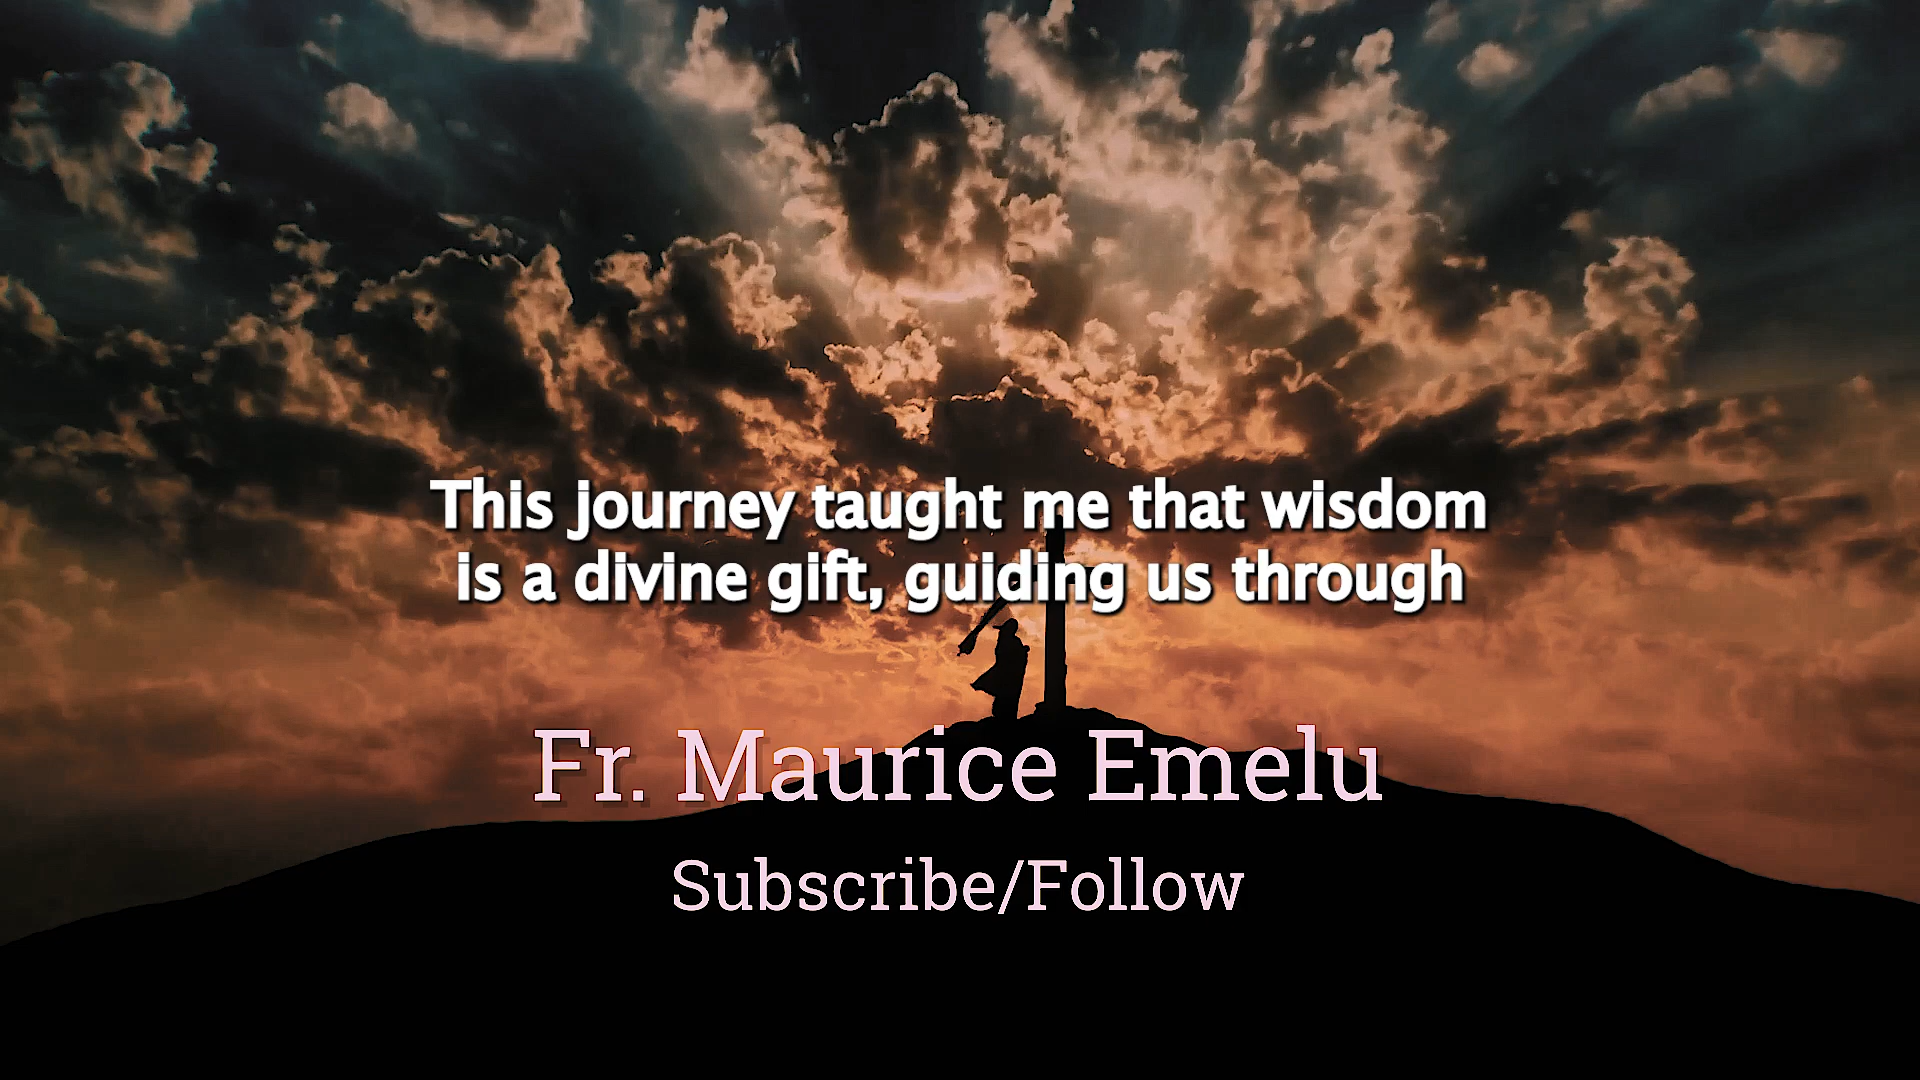 This journey taught me that wisdom
is a divine gift, guiding us through
Fr. Maurice Emelu
Subscribe/Follow